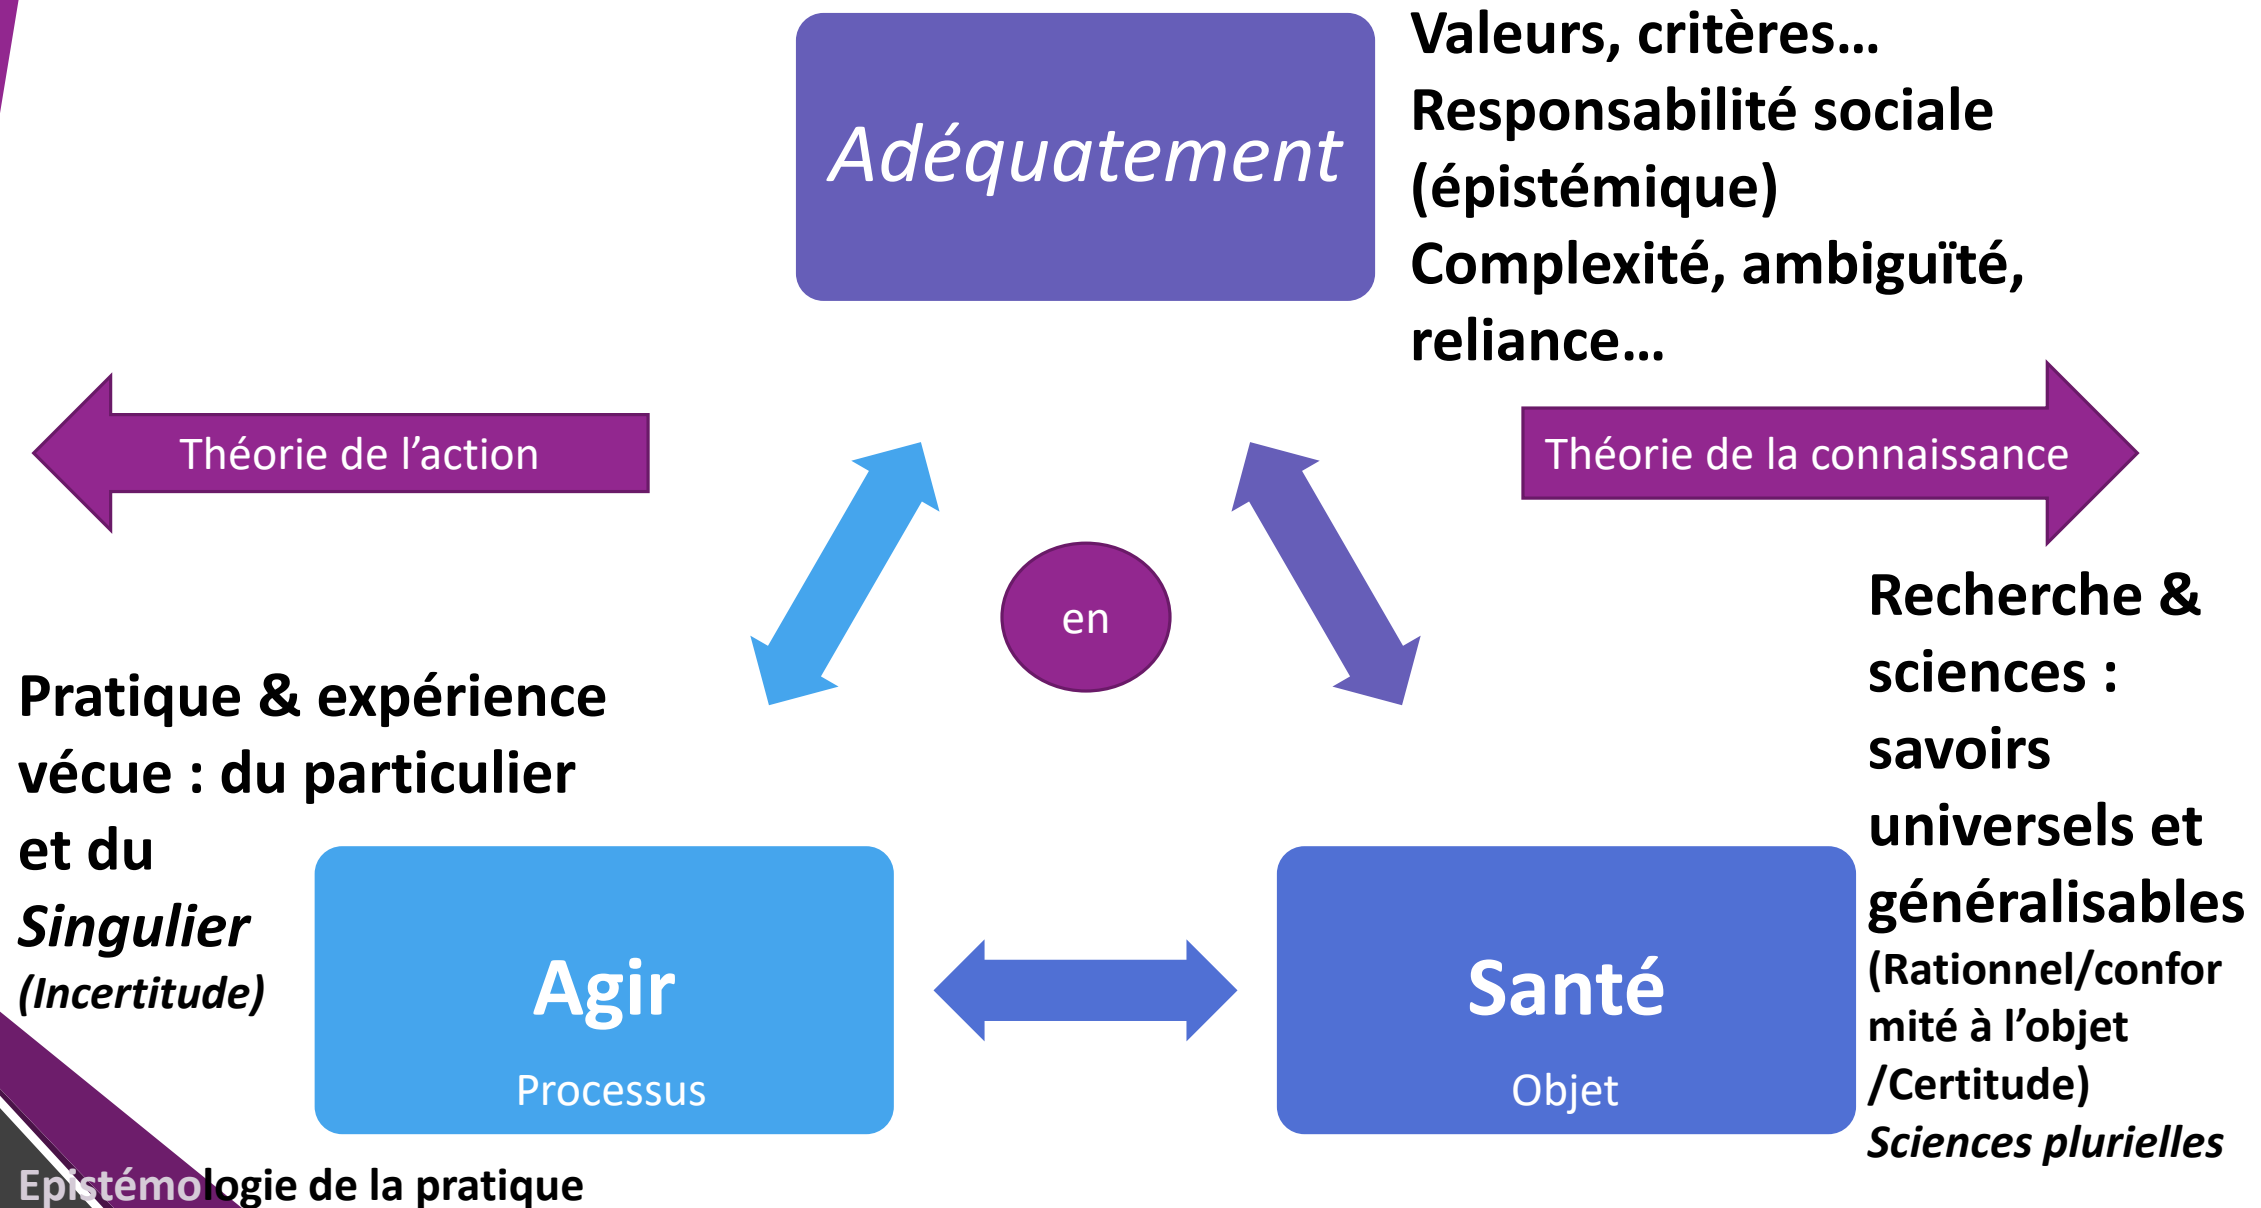 Adéquatement
Valeurs, critères…
Responsabilité sociale
(épistémique)
Complexité, ambiguïté,
reliance…
Théorie de l’action
Théorie de la connaissance
en
Pratique & expérience
vécue : du particulier
et du
Singulier
(Incertitude)
Agir
Processus
Santé
Objet
Recherche &
sciences :
savoirs
universels et
généralisables
(Rationnel/confor
mité à l’objet
/Certitude)
Sciences plurielles
Epistémologie de la pratique